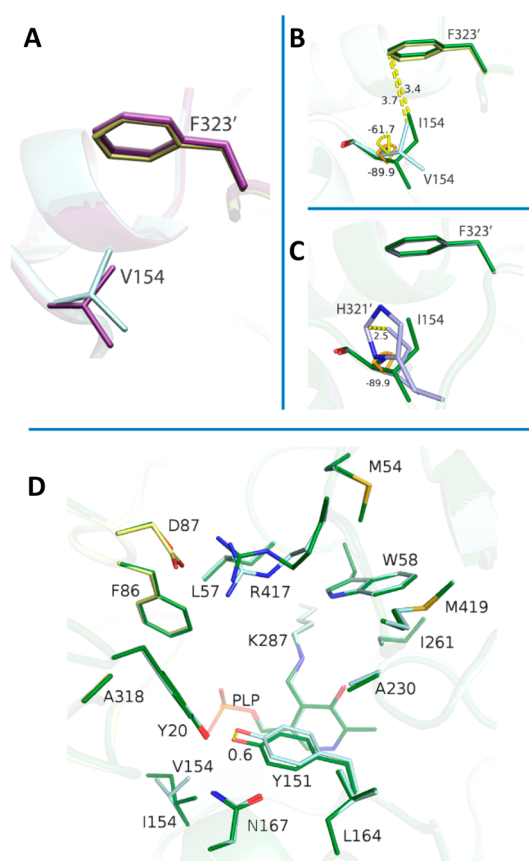 A
F323′
V154
B
F323′
3.4
3.7
I154
-61.7
V154
-89.9
C
F323′
H321′
I154
2.5
-89.9
D
M54
D87
L57
R417
W58
F86
M419
K287
I261
A318
PLP
A230
Y20
0.6
V154
Y151
I154
N167
L164